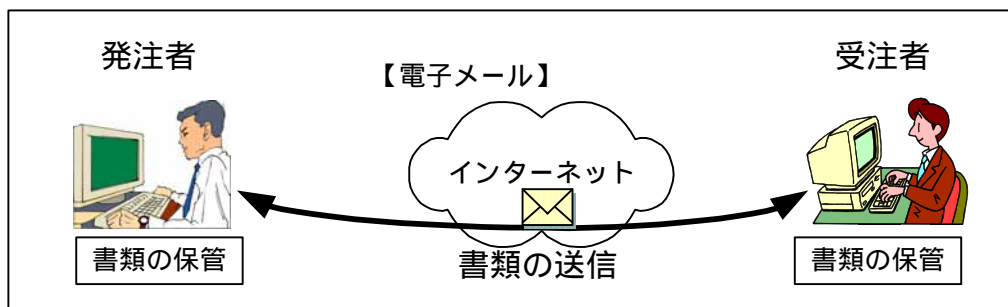 発注者
受注者
【電子メール】
インターネット
書類の送信
書類の保管
書類の保管